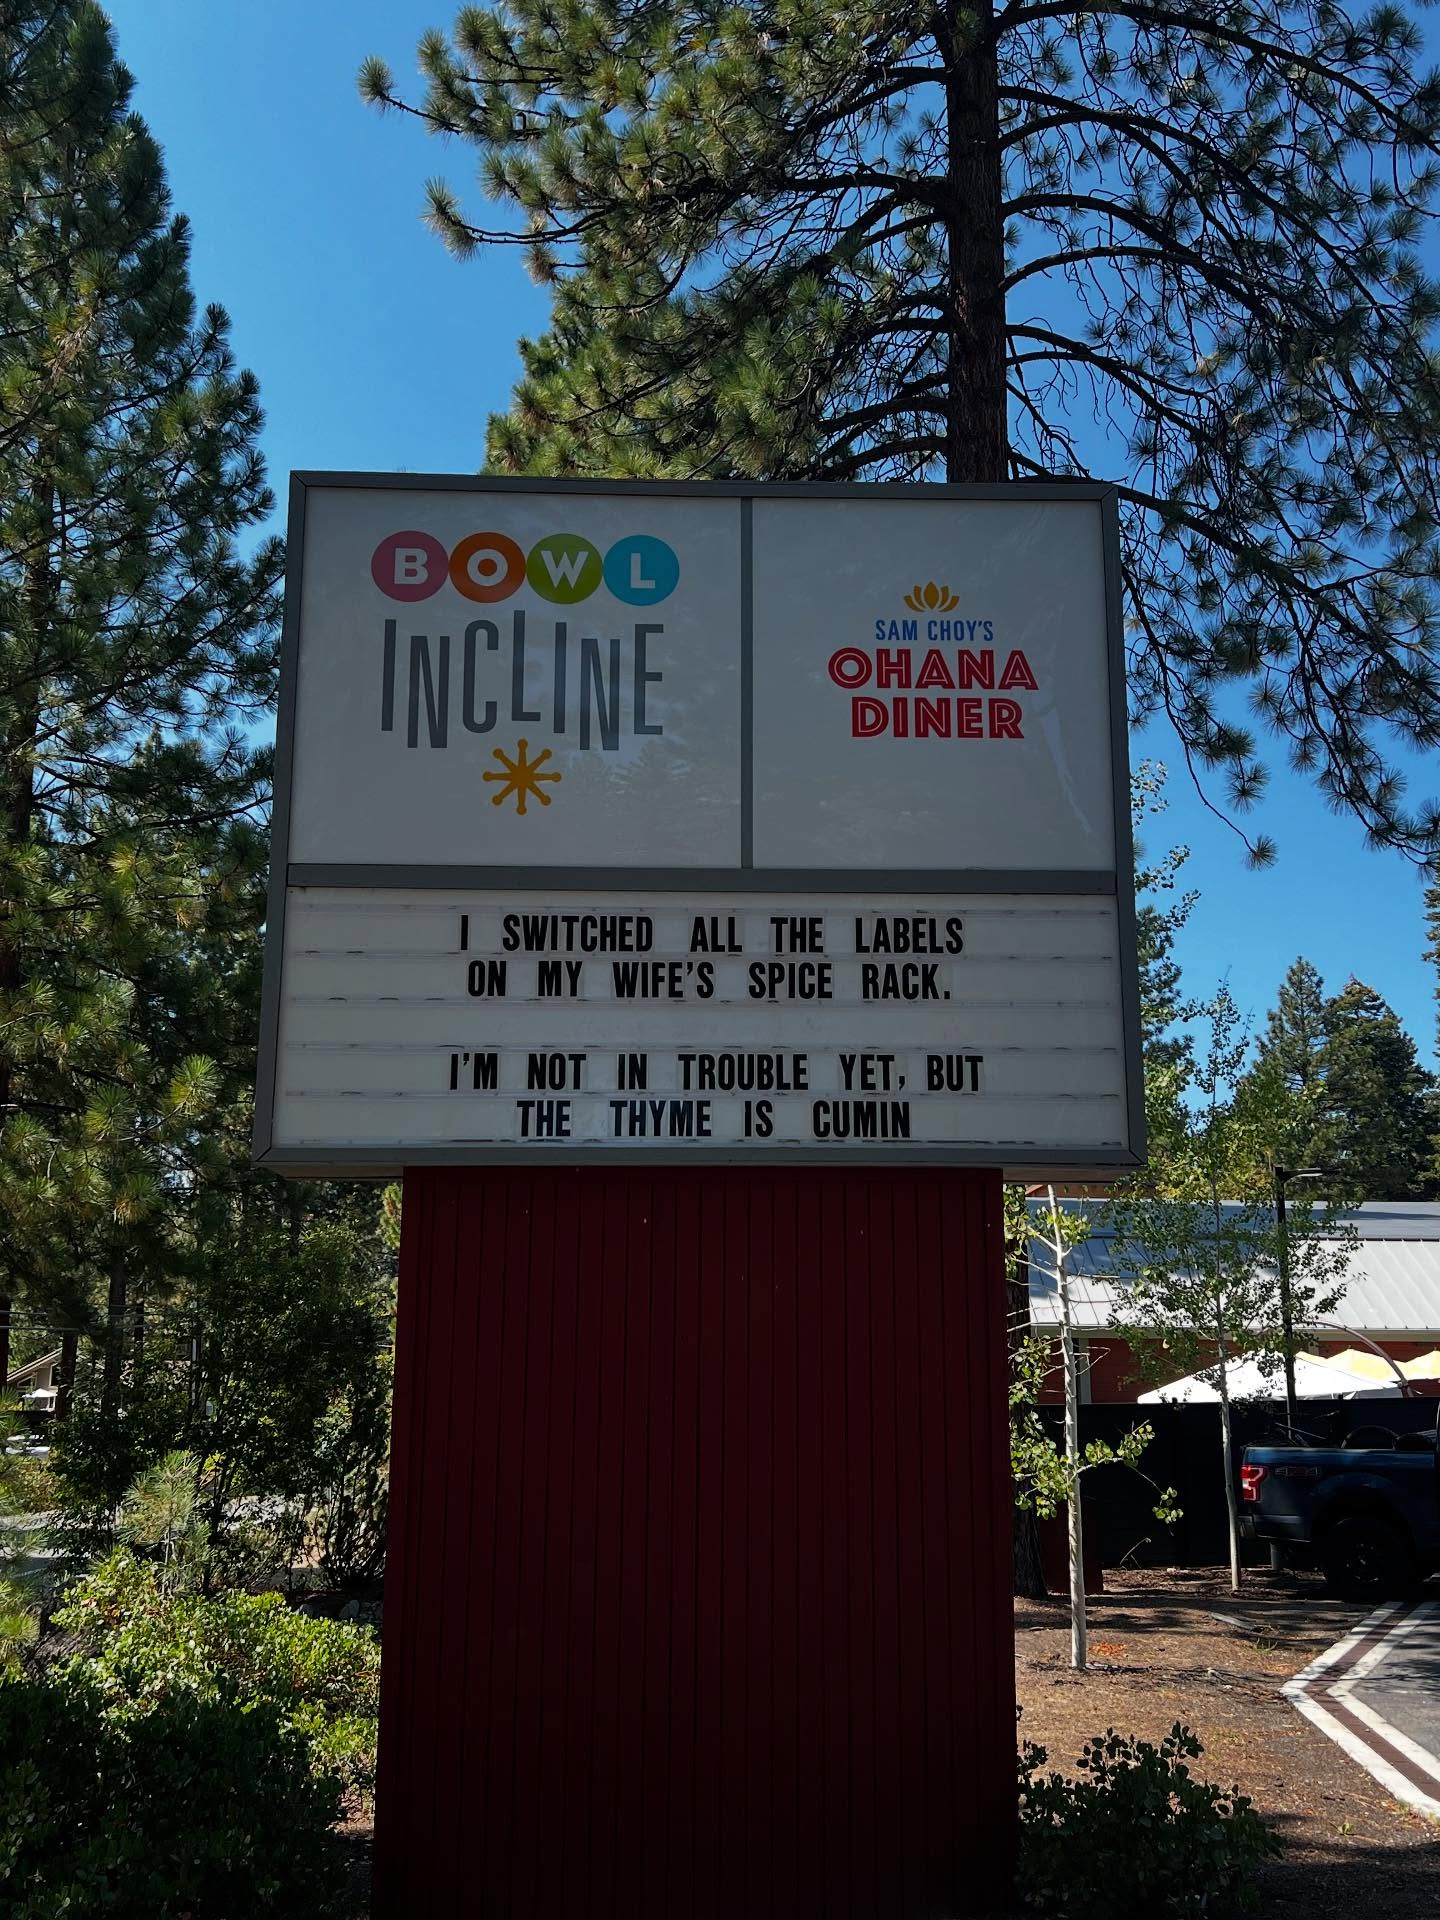 BOWL
INCLINE
SAM CHOY'S
OHANA
DINER
I SWITCHED ALL THE LABELS
ON MY WIFE'S SPICE RACK.
I'M NOT IN TROUBLE YET, BUT
THE THYME IS CUMIN
4x4